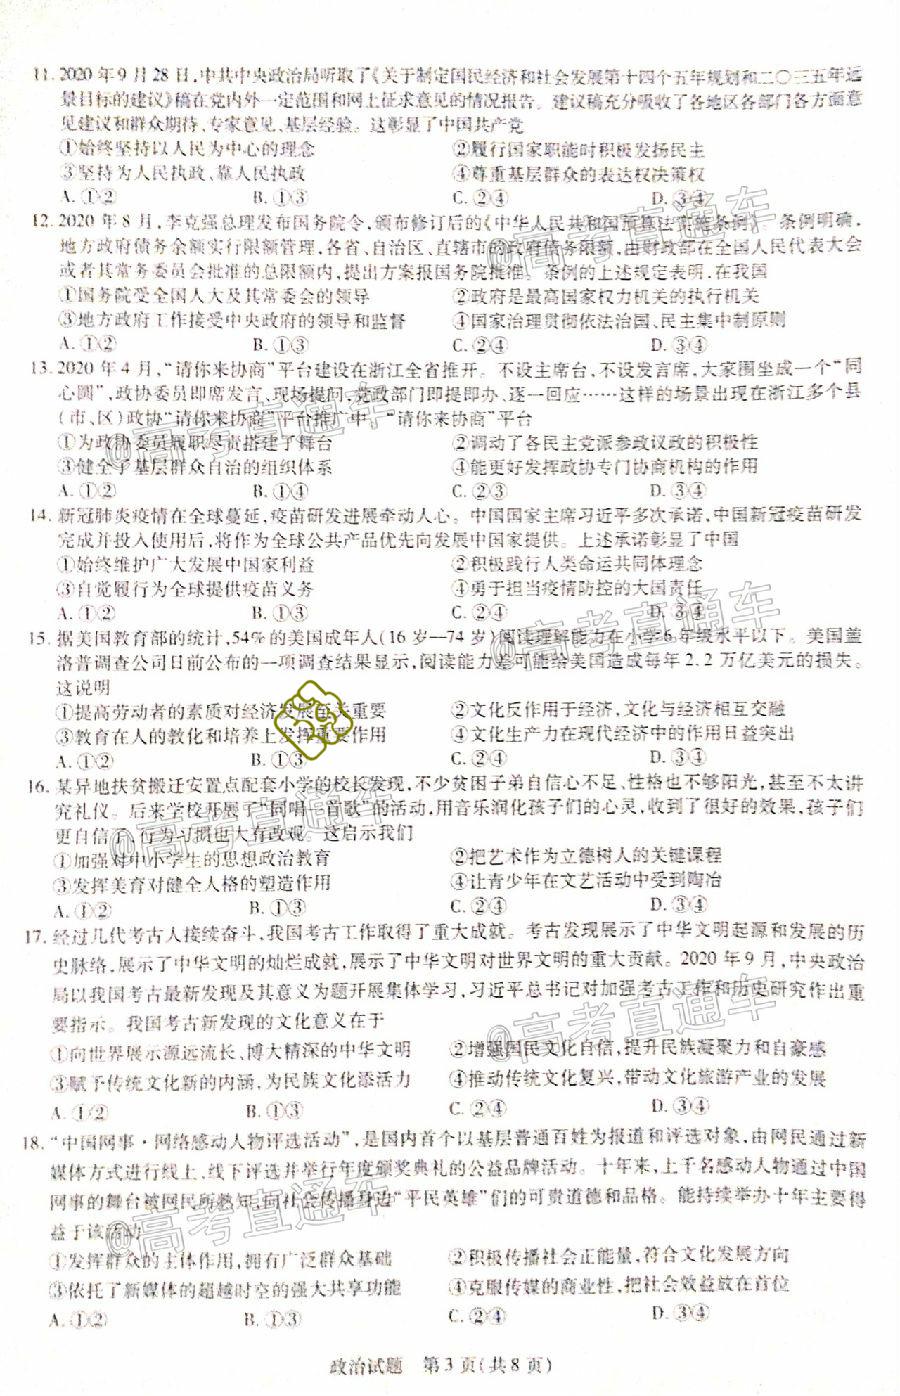 11. 2020年9月28日,中共中央政治局听取了《关于制定国民经济和社会发展第十四个五年规划和二〇三五年远
景目标的建议》稿在党内外一定范围和网上征求意见的情况报告。建议稿充分吸收了各地区各部门各方面意
见建议和群众期待、专家意见、基层经验。这彰显了中国共产党
①始终坚持以人民为中心的理念 ②履行国家职能时积极发扬民主
③坚持为人民执政、靠人民执政 ④尊重基层群众的表达权决策权
A.①② B.①③ C.②④ D.③④
12. 2020年8月,李克强总理发布国务院令,颁布修订后的《中华人民共和国预算法实施条例》。条例明确,
地方政府债务余额实行限额管理,各省、自治区、直辖市的政府债务限额,由财政部在全国人民代表大会
或者其常务委员会批准的总限额内,提出方案报国务院批准。条例的上述规定表明,在我国
①国务院受全国人大及其常委会的领导 ②政府是最高国家权力机关的执行机关
③地方政府工作接受中央政府的领导和监督 ④国家治理贯彻依法治国、民主集中制原则
A.①② B.①③ C.②④ D.③④
13. 2020年4月,“请你来协商”平台建设在浙江全省推开。不设主席台,不设发言席,大家围坐成一个“同
心圆”,政协委员即席发言,现场提问,党政部门即提即办、逐一回应……这样的场景出现在浙江多个县
(市、区)政协“请你来协商”平台推广中。“请你来协商”平台
①为政协委员履职尽责搭建了舞台 ②调动了各民主党派参政议政的积极性
③健全了基层群众自治的组织体系 ④能更好发挥政协专门协商机构的作用
A.①② B.①④ C.②③ D.③④
14. 新冠肺炎疫情在全球蔓延,疫苗研发进展牵动人心。中国国家主席习近平多次承诺,中国新冠疫苗研发
完成并投入使用后,将作为全球公共产品优先向发展中国家提供。上述承诺彰显了中国
①始终维护广大发展中国家利益 ②积极践行人类命运共同体理念
③自觉履行为全球提供疫苗义务 ④勇于担当疫情防控的大国责任
A.①② B.①③ C.②④ D.③④
15. 据美国教育部的统计,54%的美国成年人(16岁—74岁)阅读理解能力在小学6年级水平以下。美国盖
洛普调查公司日前公布的一项调查结果显示,阅读能力差可能给美国造成每年2.2万亿美元的损失。
这说明
①提高劳动者的素质对经济发展至关重要 ②文化反作用于经济,文化与经济相互交融
③教育在人的教化和培养上发挥重要作用 ④文化生产力在现代经济中的作用日益突出
A.①② B.①③ C.②④ D.③④
16. 某异地扶贫搬迁安置点配套小学的校长发现,不少贫困子弟自信心不足、性格也不够阳光,甚至不太讲
究礼仪。后来学校开展了“同唱一首歌”的活动,用音乐润化孩子们的心灵,收到了很好的效果,孩子们
更自信了,行为习惯也大有改观。这启示我们
①加强对中小学生的思想政治教育 ②把艺术作为立德树人的关键课程
③发挥美育对健全人格的塑造作用 ④让青少年在文艺活动中受到陶冶
A.①② B.①③ C.②④ D.③④
17. 经过几代考古人接续奋斗,我国考古工作取得了重大成就。考古发现展示了中华文明起源和发展的历
史脉络,展示了中华文明的灿烂成就,展示了中华文明对世界文明的重大贡献。2020年9月,中央政治
局以我国考古最新发现及其意义为题开展集体学习,习近平总书记对加强考古工作和历史研究作出重
要指示。我国考古新发现的文化意义在于
①向世界展示源远流长、博大精深的中华文明 ②增强国民文化自信,提升民族凝聚力和自豪感
③赋予传统文化新的内涵,为民族文化添活力 ④推动传统文化复兴,带动文化旅游产业的发展
A.①② B.①③ C.②④ D.③④
18. “中国网事·网络感动人物评选活动”,是国内首个以基层普通百姓为报道和评选对象,由网民通过新
媒体方式进行线上、线下评选并举行年度颁奖典礼的公益品牌活动。十年来,上千名感动人物通过中国
网事的舞台被网民所熟知,向社会传播身边“平民英雄”们的可贵道德和品格。能持续举办十年主要得
益于该活动
①发挥群众的主体作用,拥有广泛群众基础 ②积极传播社会正能量,符合文化发展方向
③依托了新媒体的超越时空的强大共享功能 ④克服传媒的商业性,把社会效益放在首位
A.①② B.①③ C.②④ D.③④
政治试题 第3页(共8页)
@高考直通车
@高考直通车
@高考直通车
@高考直通车
@高考直通车
@高考直通车